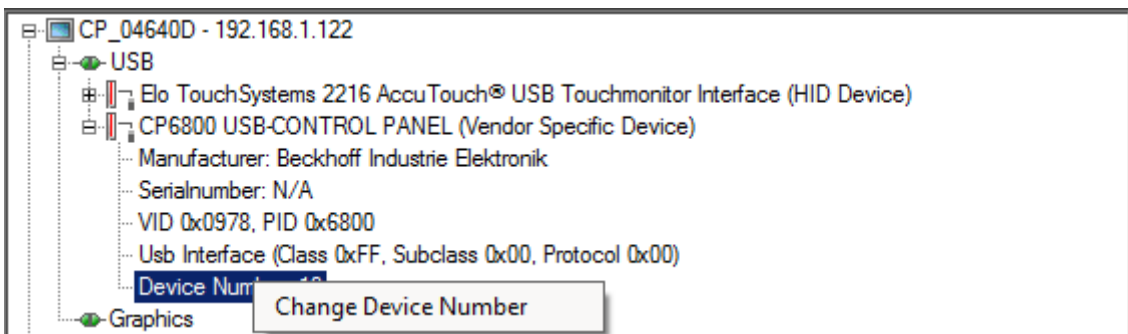 CP_04640D - 192.168.1.122
USB
Elo TouchSystems 2216 AccuTouch® USB Touchmonitor Interface (HID Device)
CP6800 USB-CONTROL PANEL (Vendor Specific Device)
Manufacturer: Beckhoff Industrie Elektronik
Serialnumber: N/A
VID 0x0978, PID 0x6800
Usb Interface (Class 0xFF, Subclass 0x00, Protocol 0x00)
Device
Change Device Number
Graphics